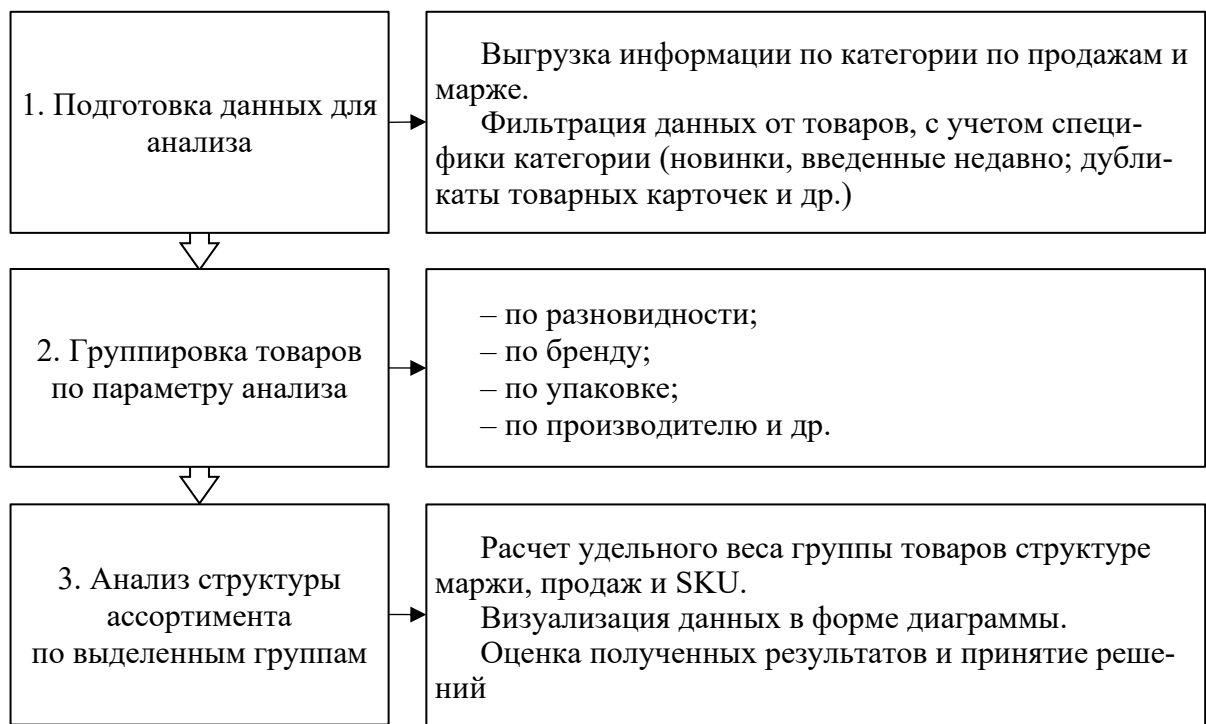 1. Подготовка данных для
анализа
Выгрузка информации по категории по продажам и
марже.
Фильтрация данных от товаров, с учетом специ-
фики категории (новинки, введенные недавно; дубли-
каты товарных карточек и др.)
2. Группировка товаров
по параметру анализа
– по разновидности;
– по бренду;
– по упаковке;
– по производителю и др.
3. Анализ структуры
ассортимента
по выделенным группам
Расчет удельного веса группы товаров структуре
маржи, продаж и SKU.
Визуализация данных в форме диаграммы.
Оценка полученных результатов и принятие реше-
ний